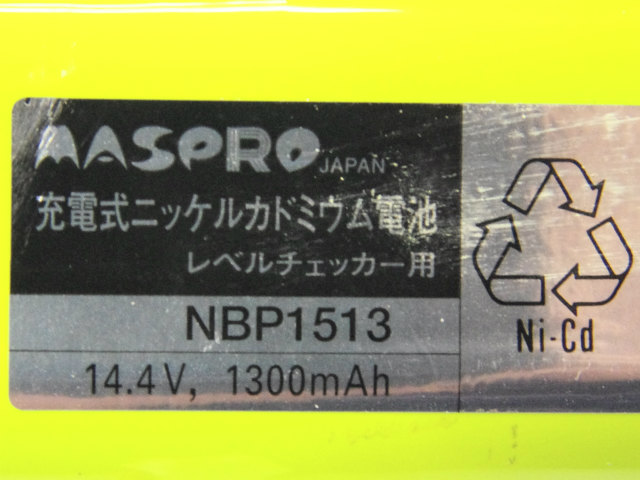 MASPRO JAPAN
充電式ニッケルカドミウム電池
レベルチェッカー用
NBP1513
14.4V, 1300mAh
Ni-Cd